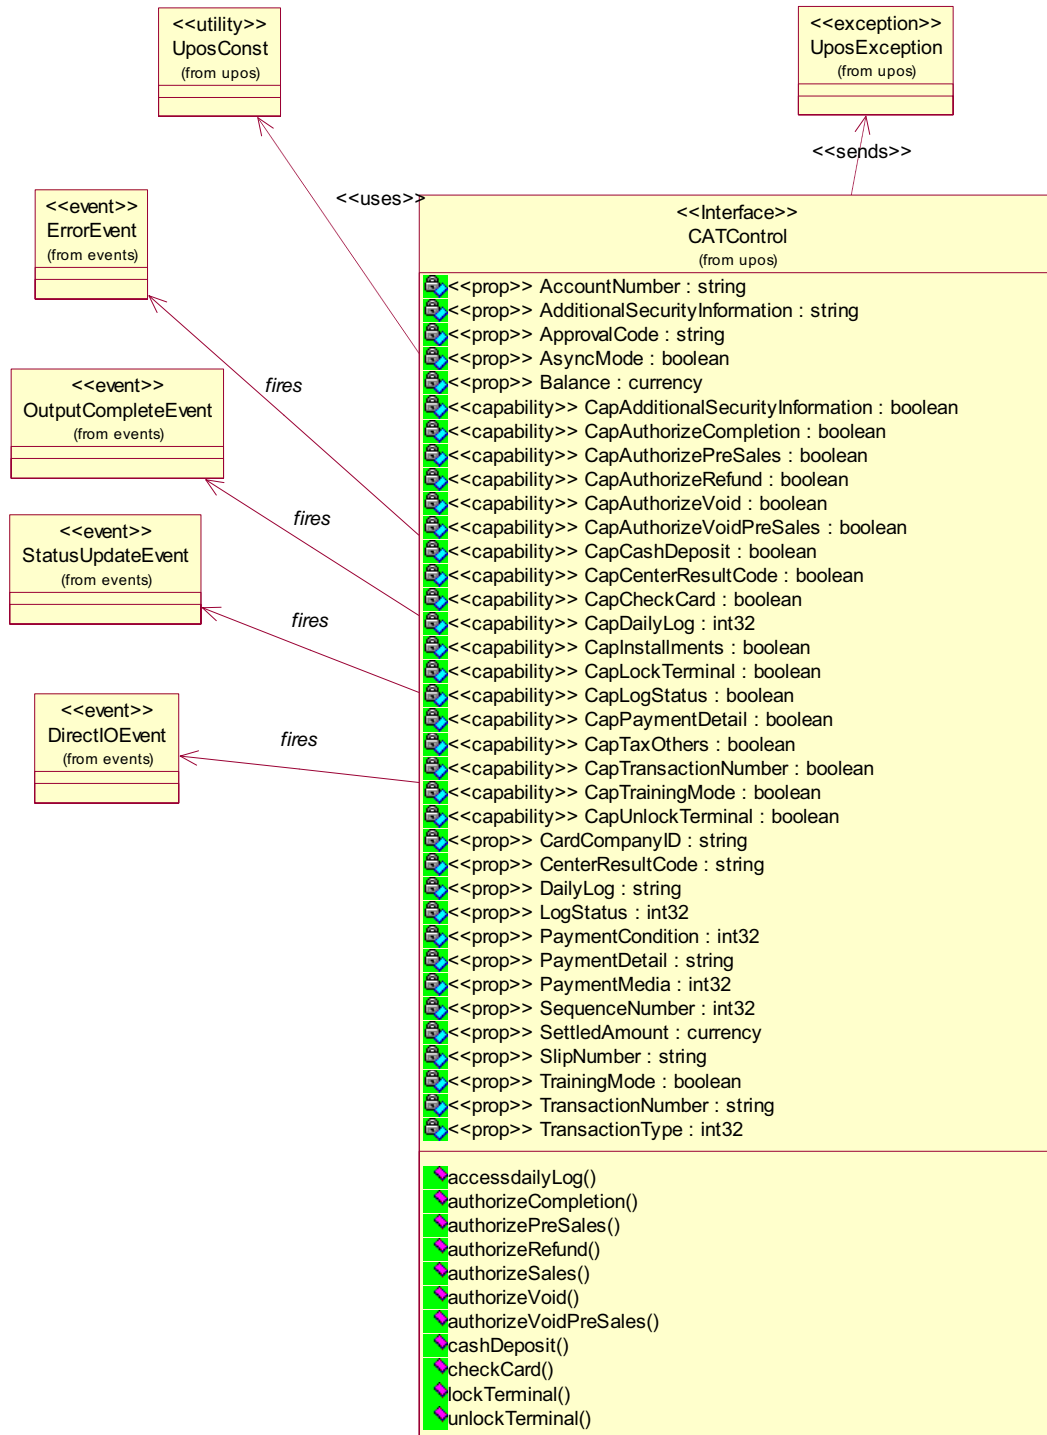 <<utility>>
UposConst
(from upos)
<<exception>>
UposException
(from upos)
<<sends>>
<<uses>>
<<event>>
ErrorEvent
(from events)
fires
<<event>>
OutputCompleteEvent
(from events)
fires
<<event>>
StatusUpdateEvent
(from events)
fires
<<event>>
DirectIOEvent
(from events)
fires
<<Interface>>
CATControl
(from upos)
<<prop>> AccountNumber : string
<<prop>> AdditionalSecurityInformation : string
<<prop>> ApprovalCode : string
<<prop>> AsyncMode : boolean
<<prop>> Balance : currency
<<capability>> CapAdditionalSecurityInformation : boolean
<<capability>> CapAuthorizeCompletion : boolean
<<capability>> CapAuthorizePreSales : boolean
<<capability>> CapAuthorizeRefund : boolean
<<capability>> CapAuthorizeVoid : boolean
<<capability>> CapAuthorizeVoidPreSales : boolean
<<capability>> CapCashDeposit : boolean
<<capability>> CapCenterResultCode : boolean
<<capability>> CapCheckCard : boolean
<<capability>> CapDailyLog : int32
<<capability>> CapInstallments : boolean
<<capability>> CapLockTerminal : boolean
<<capability>> CapLogStatus : boolean
<<capability>> CapPaymentDetail : boolean
<<capability>> CapTaxOthers : boolean
<<capability>> CapTransactionNumber : boolean
<<capability>> CapTrainingMode : boolean
<<capability>> CapUnlockTerminal : boolean
<<prop>> CardCompanyID : string
<<prop>> CenterResultCode : string
<<prop>> DailyLog : string
<<prop>> LogStatus : int32
<<prop>> PaymentCondition : int32
<<prop>> PaymentDetail : string
<<prop>> PaymentMedia : int32
<<prop>> SequenceNumber : int32
<<prop>> SettledAmount : currency
<<prop>> SlipNumber : string
<<prop>> TrainingMode : boolean
<<prop>> TransactionNumber : string
<<prop>> TransactionType : int32
accessdailyLog()
authorizeCompletion()
authorizePreSales()
authorizeRefund()
authorizeSales()
authorizeVoid()
authorizeVoidPreSales()
cashDeposit()
checkCard()
lockTerminal()
unlockTerminal()